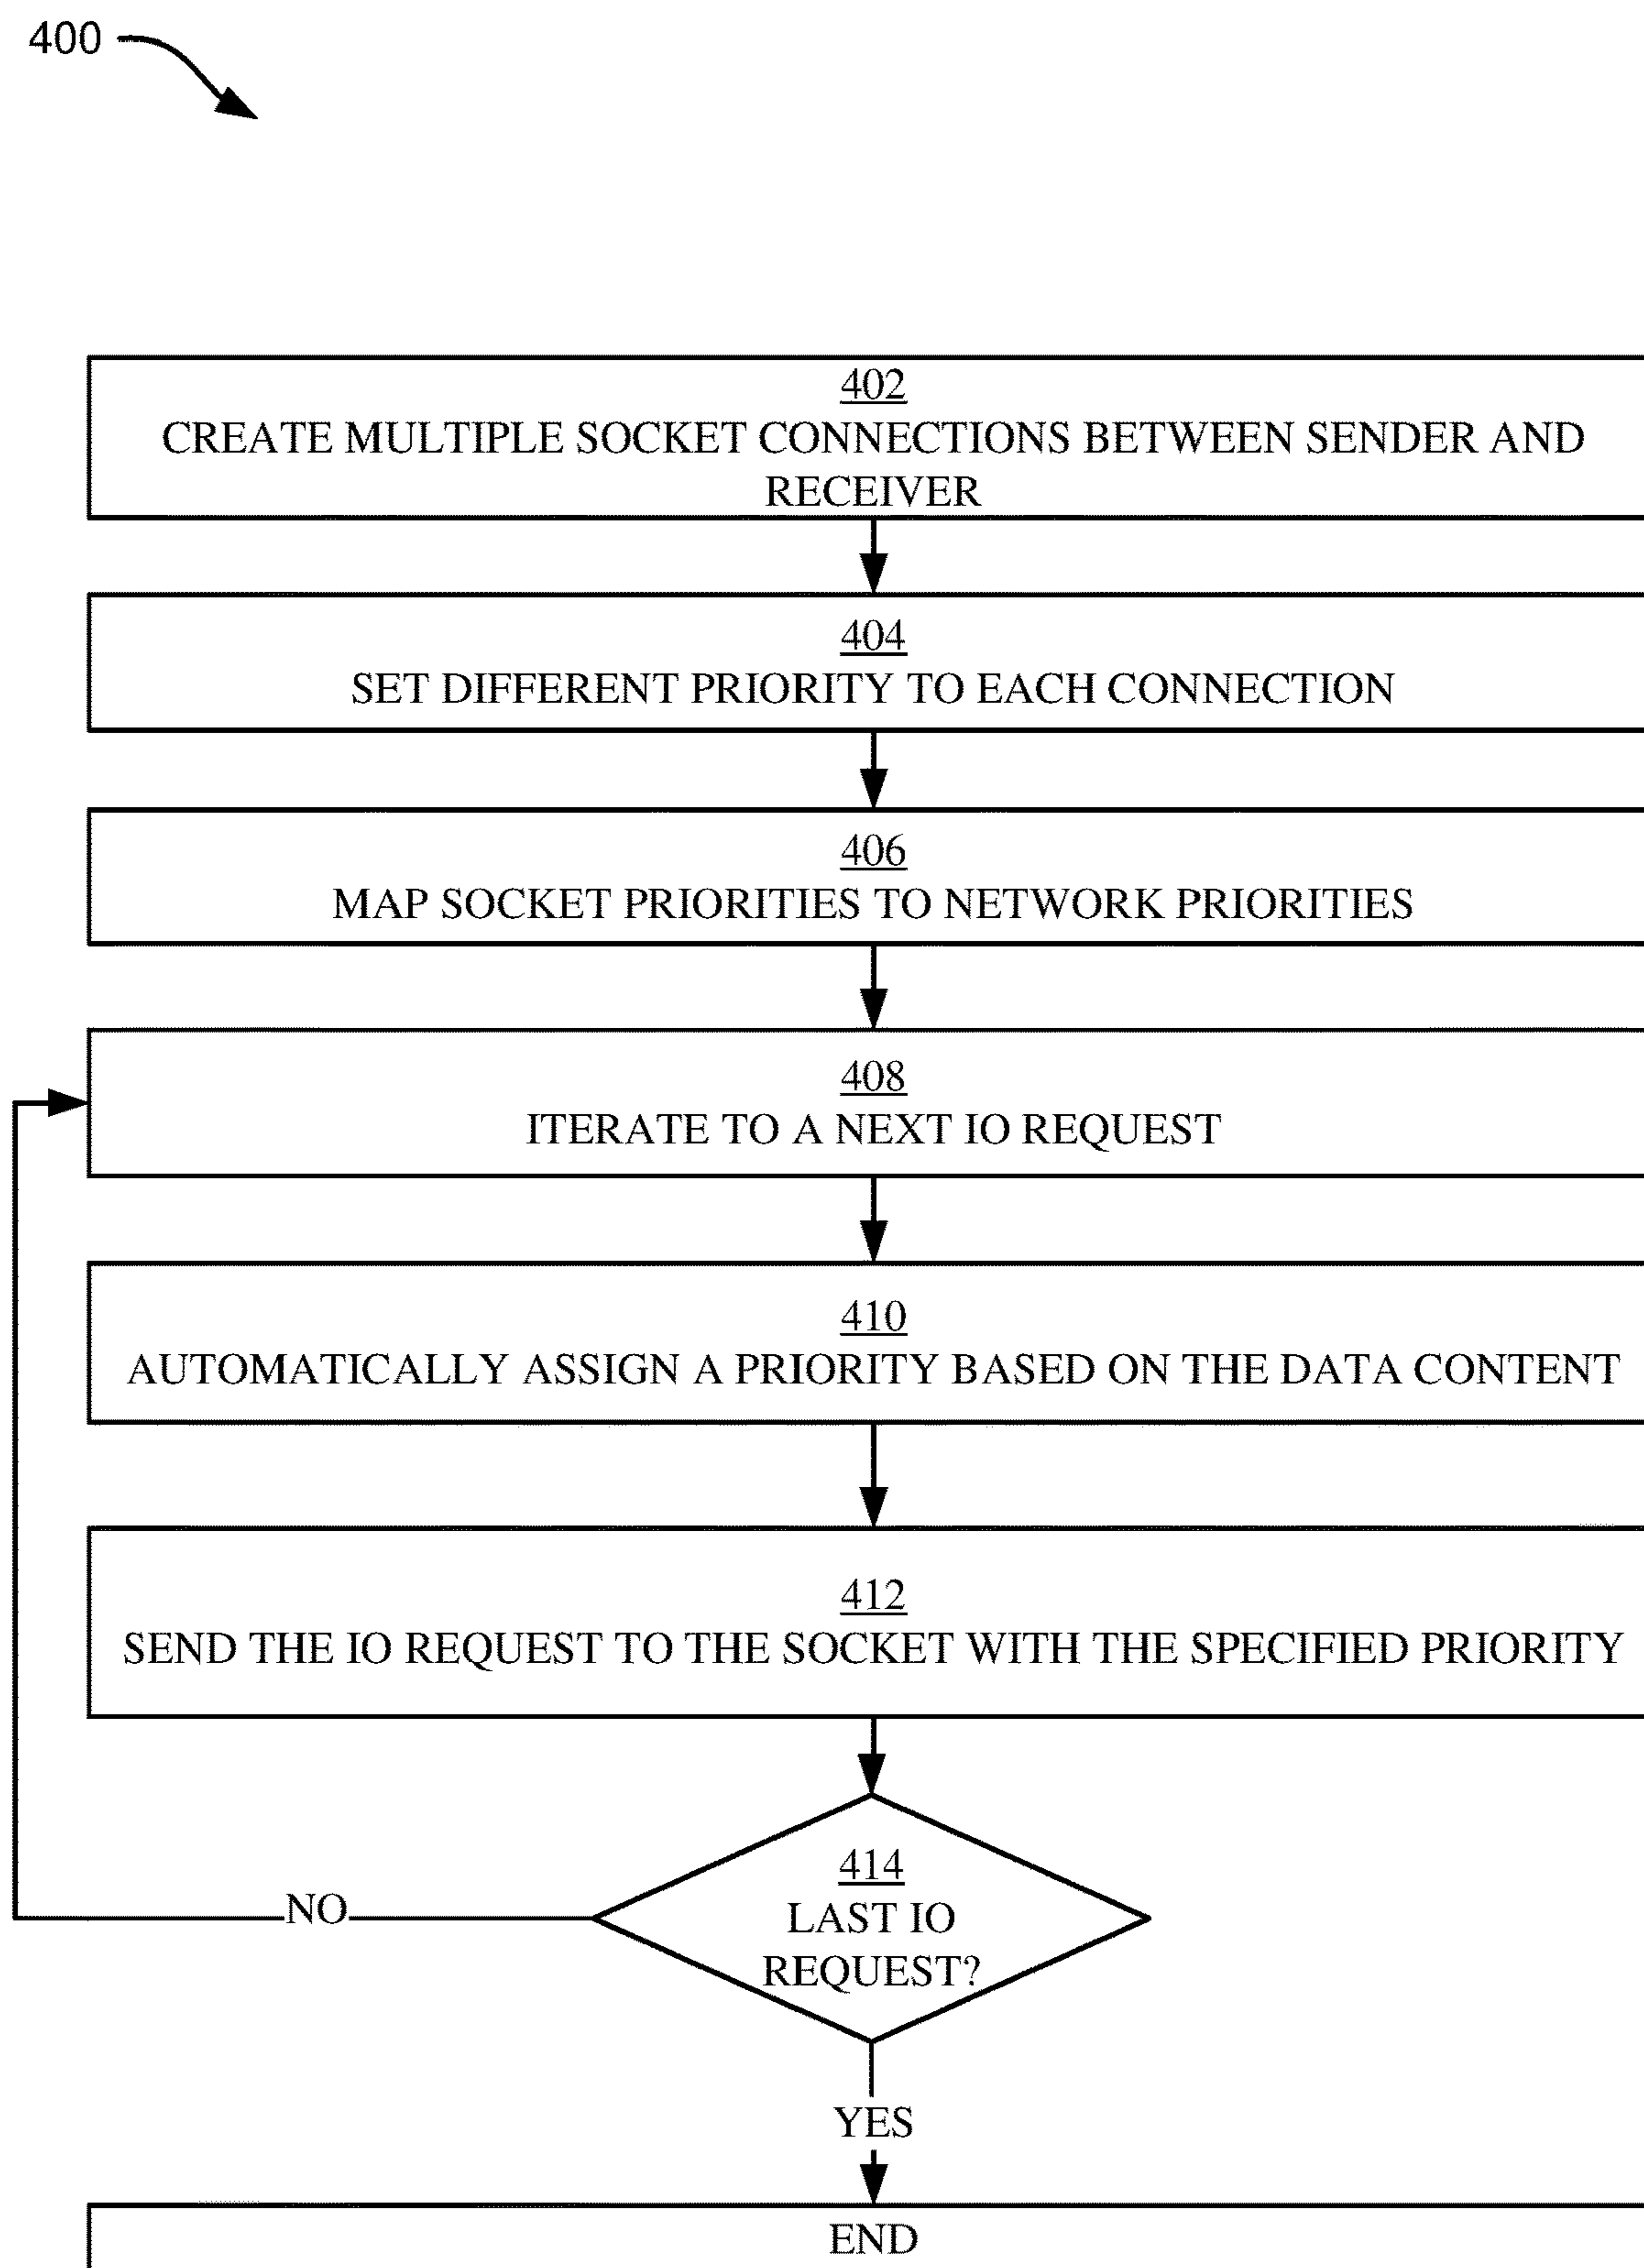 400
402
CREATE MULTIPLE SOCKET CONNECTIONS BETWEEN SENDER AND
RECEIVER
404
SET DIFFERENT PRIORITY TO EACH CONNECTION
406
MAP SOCKET PRIORITIES TO NETWORK PRIORITIES
408
ITERATE TO A NEXT IO REQUEST
410
AUTOMATICALLY ASSIGN A PRIORITY BASED ON THE DATA CONTENT
412
SEND THE IO REQUEST TO THE SOCKET WITH THE SPECIFIED PRIORITY
414
LAST IO
REQUEST?
NO
YES
END